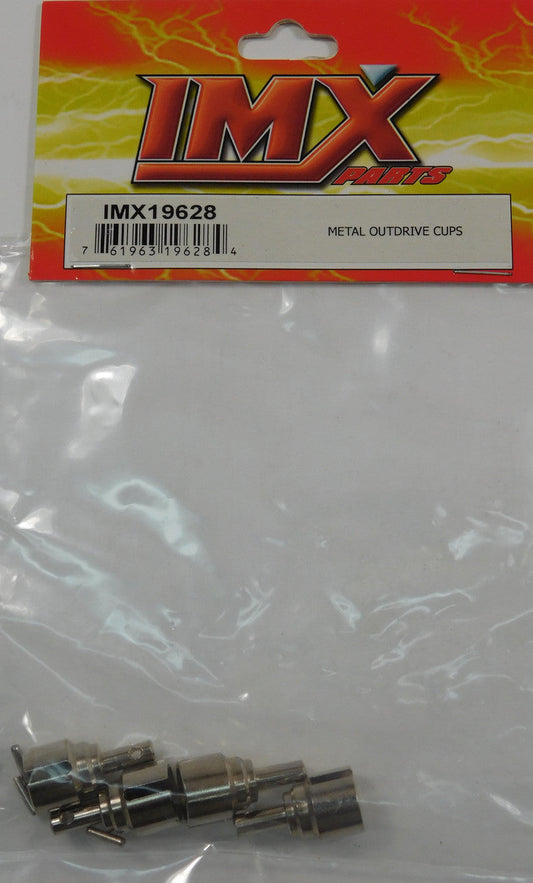 IMX
PARTS
IMX19628
METAL OUTDRIVE CUPS
7 61963 19628 4